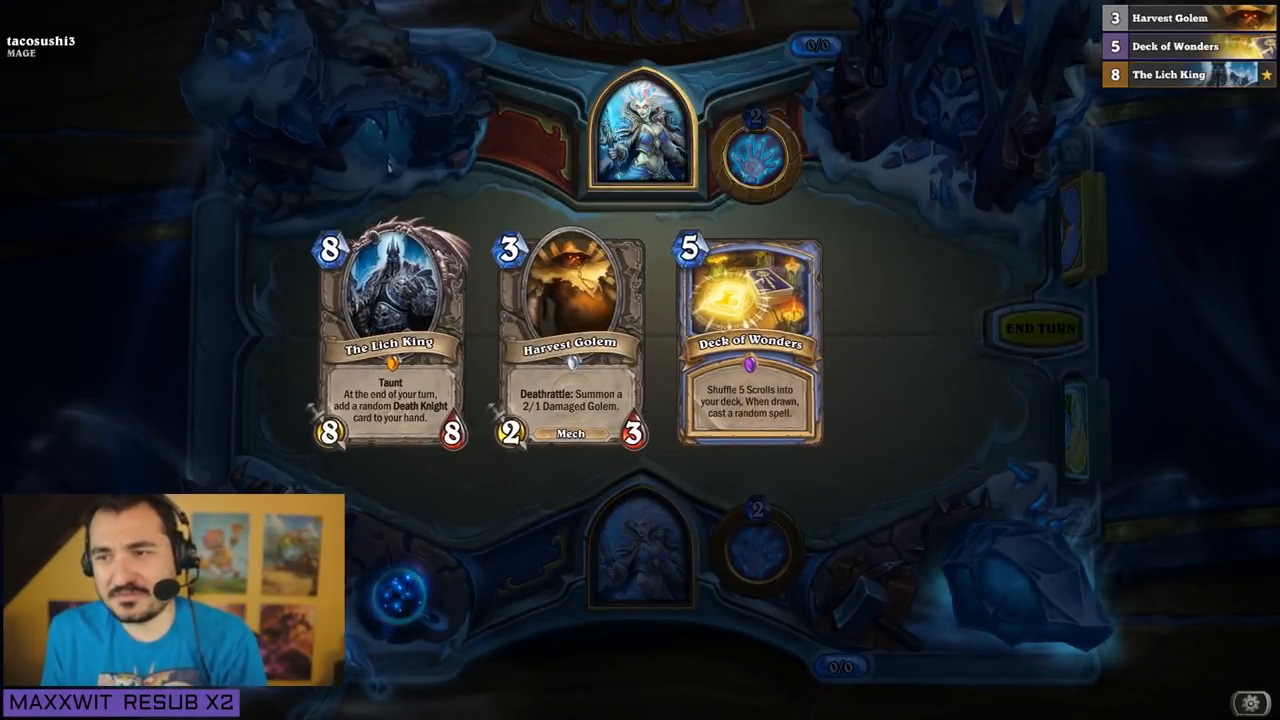 tacosushi3
MAGE
0/0
3 Harvest Golem
5 Deck of Wonders
8 The Lich King
2
8
The Lich King
Taunt
At the end of your turn,
add a random Death Knight
card to your hand.
8 8
3
Harvest Golem
Deathrattle: Summon a
2/1 Damaged Golem.
2 Mech 3
5
Deck of Wonders
Shuffle 5 Scrolls into
your deck. When drawn,
cast a random spell.
END TURN
2
0/0
MAXXWIT RESUB X2